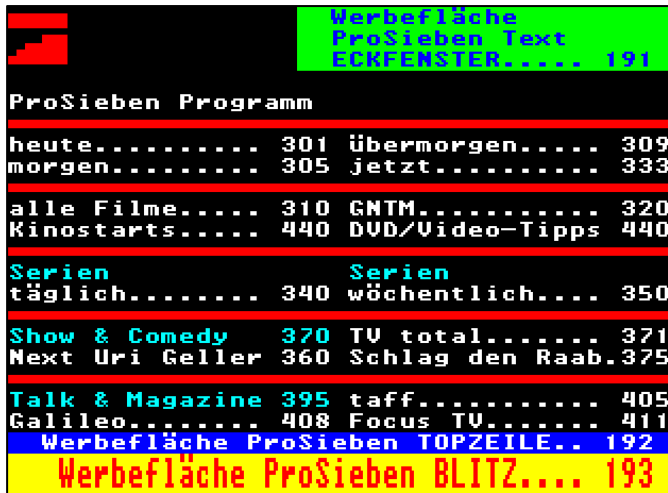 Werbefläche
ProSieben Text
ECKFENSTER..... 191
ProSieben Programm
heute.......... 301 übermorgen..... 309
morgen......... 305 jetzt.......... 333
alle Filme..... 310 GNTM........... 320
Kinostarts..... 440 DVD/Video-Tipps 440
Serien Serien
täglich........ 340 wöchentlich.... 350
Show & Comedy 370 TV total....... 371
Next Uri Geller 360 Schlag den Raab.375
Talk & Magazine 395 taff........... 405
Galileo........ 408 Focus TV....... 411
Werbefläche ProSieben TOPZEILE.. 192
Werbefläche ProSieben BLITZ.... 193